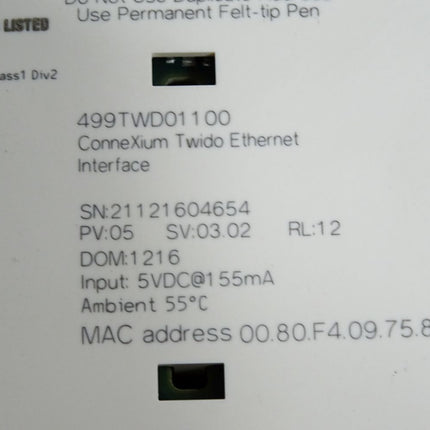 Use Permanent Felt-tip Pen
LISTED
ass1 Div2
499TWD01100
ConneXium Twido Ethernet
Interface
SN:21121604654
PV:05 SV:03.02 RL:12
DOM:1216
Input: 5VDC@155mA
Ambient 55°C
MAC address 00.80.F4.09.75.8